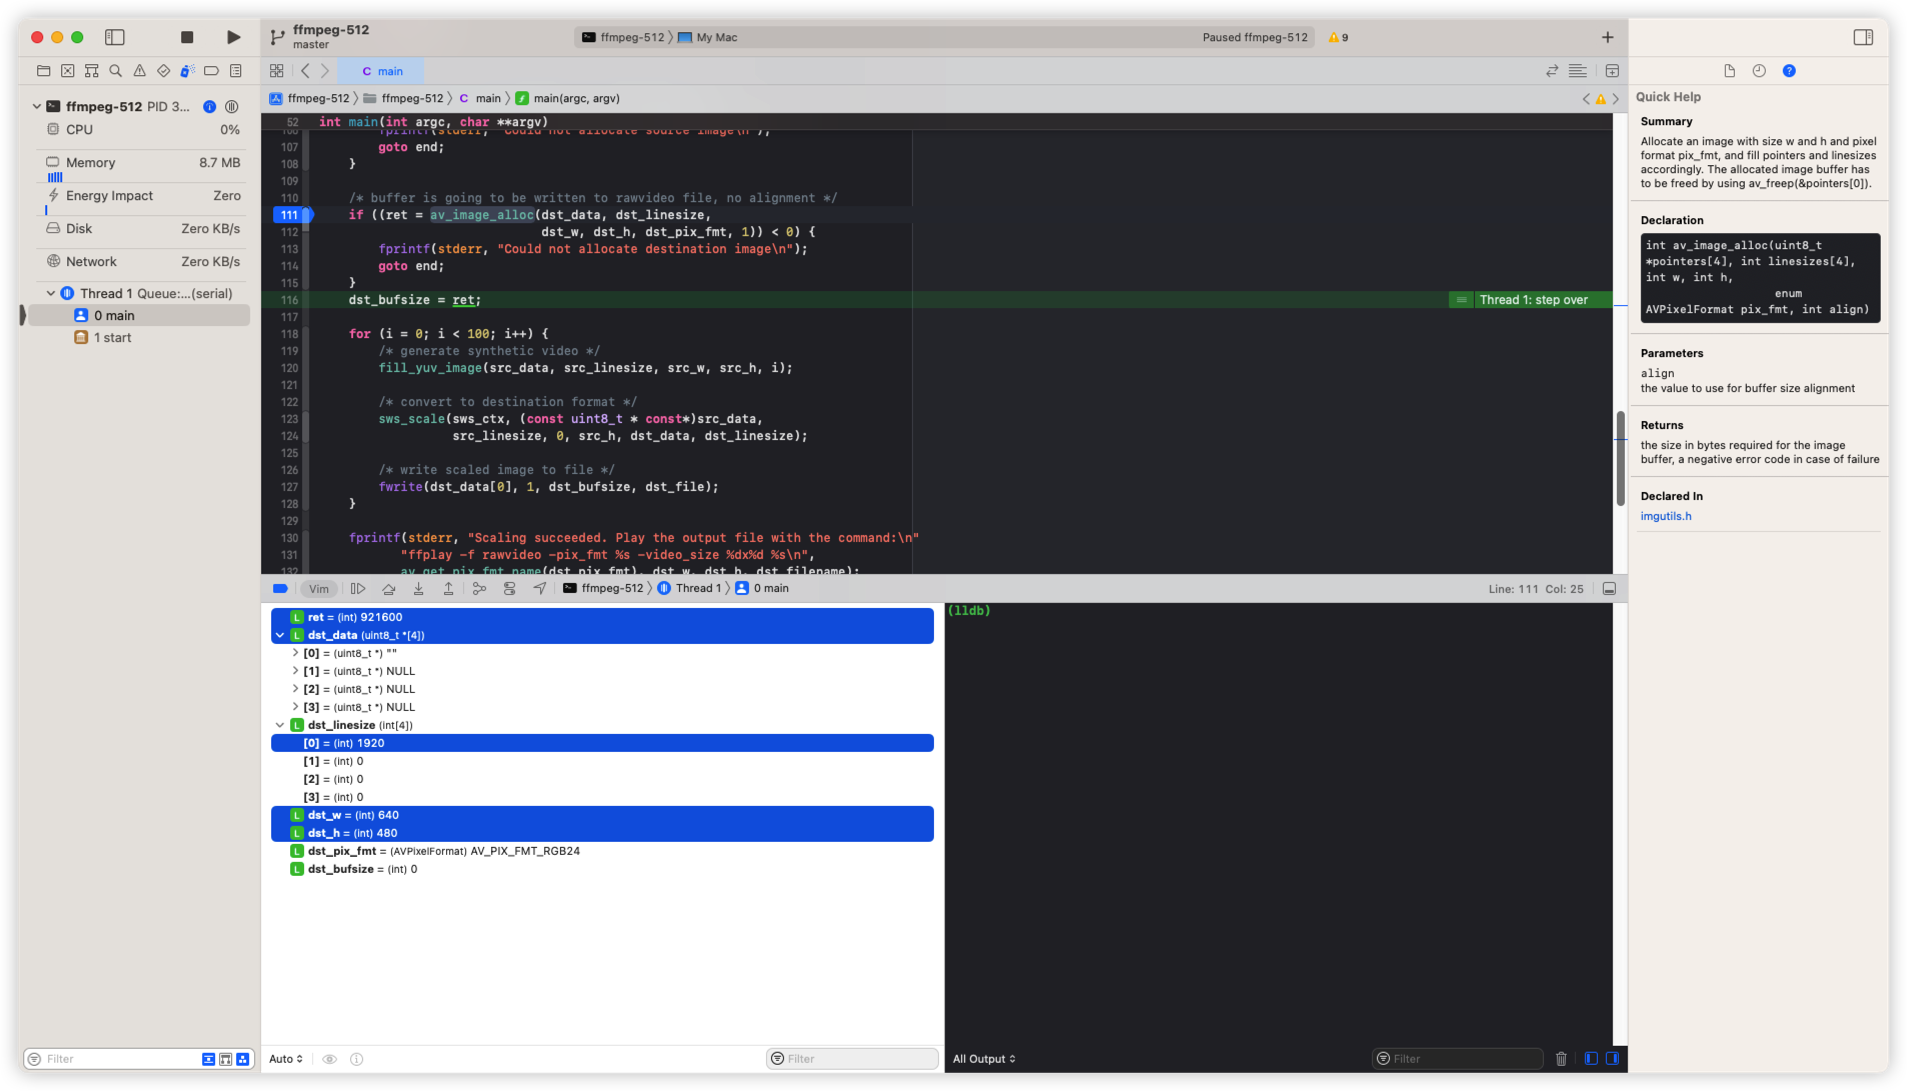 ffmpeg-512
master
ffmpeg-512
My Mac
Paused ffmpeg-512
9
main
ffmpeg-512 PID 3...
CPU 0%
Memory 8.7 MB
Energy Impact Zero
Disk Zero KB/s
Network Zero KB/s
Thread 1 Queue:...(serial)
0 main
1 start
Filter
ffmpeg-512 ffmpeg-512 C main main(argc, argv)
52 int main(int argc, char **argv)
106 fprintf(stderr, "Could not allocate source image\n");
107 goto end;
108 }
109
110 /* buffer is going to be written to rawvideo file, no alignment */
111 if ((ret = av_image_alloc(dst_data, dst_linesize,
112 dst_w, dst_h, dst_pix_fmt, 1)) < 0) {
113 fprintf(stderr, "Could not allocate destination image\n");
114 goto end;
115 }
116 dst_bufsize = ret; Thread 1: step over
117
118 for (i = 0; i < 100; i++) {
119 /* generate synthetic video */
120 fill_yuv_image(src_data, src_linesize, src_w, src_h, i);
121
122 /* convert to destination format */
123 sws_scale(sws_ctx, (const uint8_t * const*)src_data,
124 src_linesize, 0, src_h, dst_data, dst_linesize);
125
126 /* write scaled image to file */
127 fwrite(dst_data[0], 1, dst_bufsize, dst_file);
128 }
129
130 fprintf(stderr, "Scaling succeeded. Play the output file with the command:\n"
131 "ffplay -f rawvideo -pix_fmt %s -video_size %dx%d %s\n",
132 av_get_pix_fmt_name(dst_pix_fmt), dst_w, dst_h, dst_filename);
Vim
ffmpeg-512 Thread 1 0 main
Line: 111 Col: 25
L ret = (int) 921600
L dst_data (uint8_t *[4])
[0] = (uint8_t *) ""
[1] = (uint8_t *) NULL
[2] = (uint8_t *) NULL
[3] = (uint8_t *) NULL
L dst_linesize (int[4])
[0] = (int) 1920
[1] = (int) 0
[2] = (int) 0
[3] = (int) 0
L dst_w = (int) 640
L dst_h = (int) 480
L dst_pix_fmt = (AVPixelFormat) AV_PIX_FMT_RGB24
L dst_bufsize = (int) 0
Auto
Filter
(lldb)
All Output
Filter
Quick Help
Summary
Allocate an image with size w and h and pixel
format pix_fmt, and fill pointers and linesizes
accordingly. The allocated image buffer has
to be freed by using av_freep(&pointers[0]).
Declaration
int av_image_alloc(uint8_t
*pointers[4], int linesizes[4],
int w, int h,
enum
AVPixelFormat pix_fmt, int align)
Parameters
align
the value to use for buffer size alignment
Returns
the size in bytes required for the image
buffer, a negative error code in case of failure
Declared In
imgutils.h